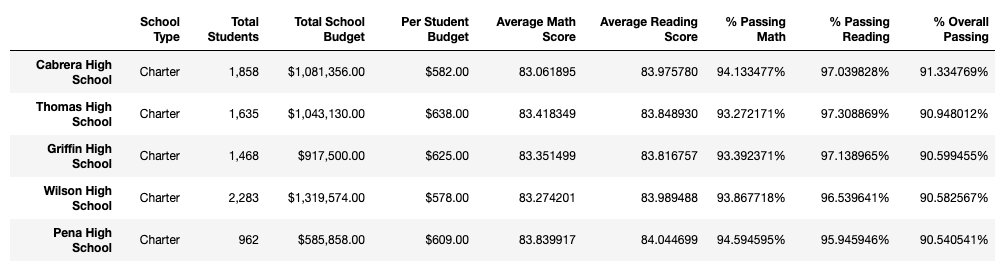 School Type Total Students Total School Budget Per Student Budget Average Math Score Average Reading Score % Passing Math % Passing Reading % Overall Passing
Cabrera High School Charter 1,858 $1,081,356.00 $582.00 83.061895 83.975780 94.133477% 97.039828% 91.334769%
Thomas High School Charter 1,635 $1,043,130.00 $638.00 83.418349 83.848930 93.272171% 97.308869% 90.948012%
Griffin High School Charter 1,468 $917,500.00 $625.00 83.351499 83.816757 93.392371% 97.138965% 90.599455%
Wilson High School Charter 2,283 $1,319,574.00 $578.00 83.274201 83.989488 93.867718% 96.539641% 90.582567%
Pena High School Charter 962 $585,858.00 $609.00 83.839917 84.044699 94.594595% 95.945946% 90.540541%